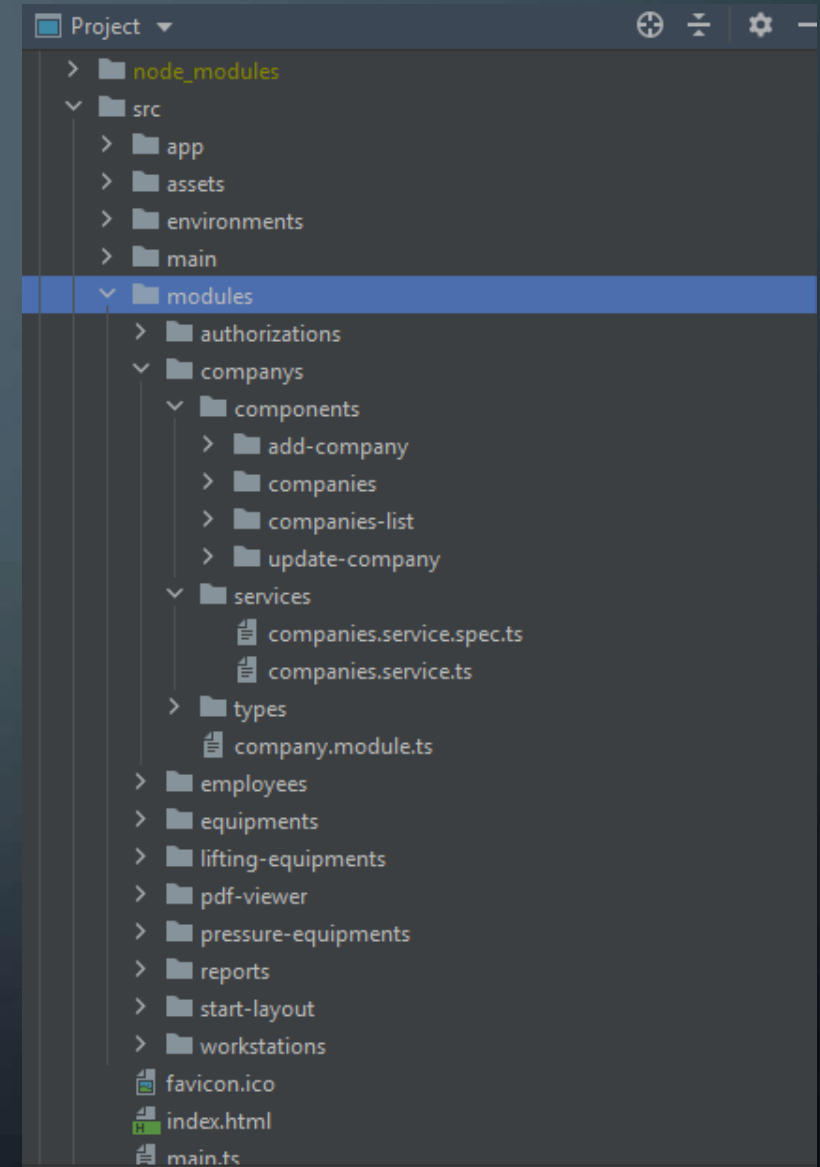 Project
node_modules
src
app
assets
environments
main
modules
authorizations
companys
components
add-company
companies
companies-list
update-company
services
companies.service.spec.ts
companies.service.ts
types
company.module.ts
employees
equipments
lifting-equipments
pdf-viewer
pressure-equipments
reports
start-layout
workstations
favicon.ico
H index.html
main.ts